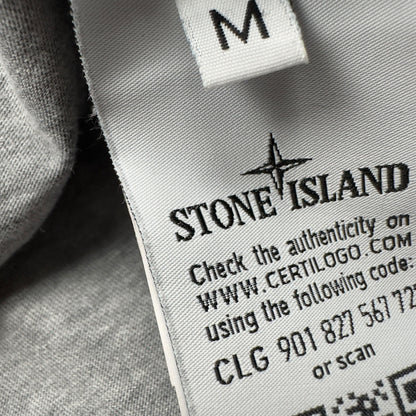 M
STONE ISLAND
Check the authenticity on
WWW.CERTILOGO.COM
using the following code:
CLG 901 827 567 727
or scan